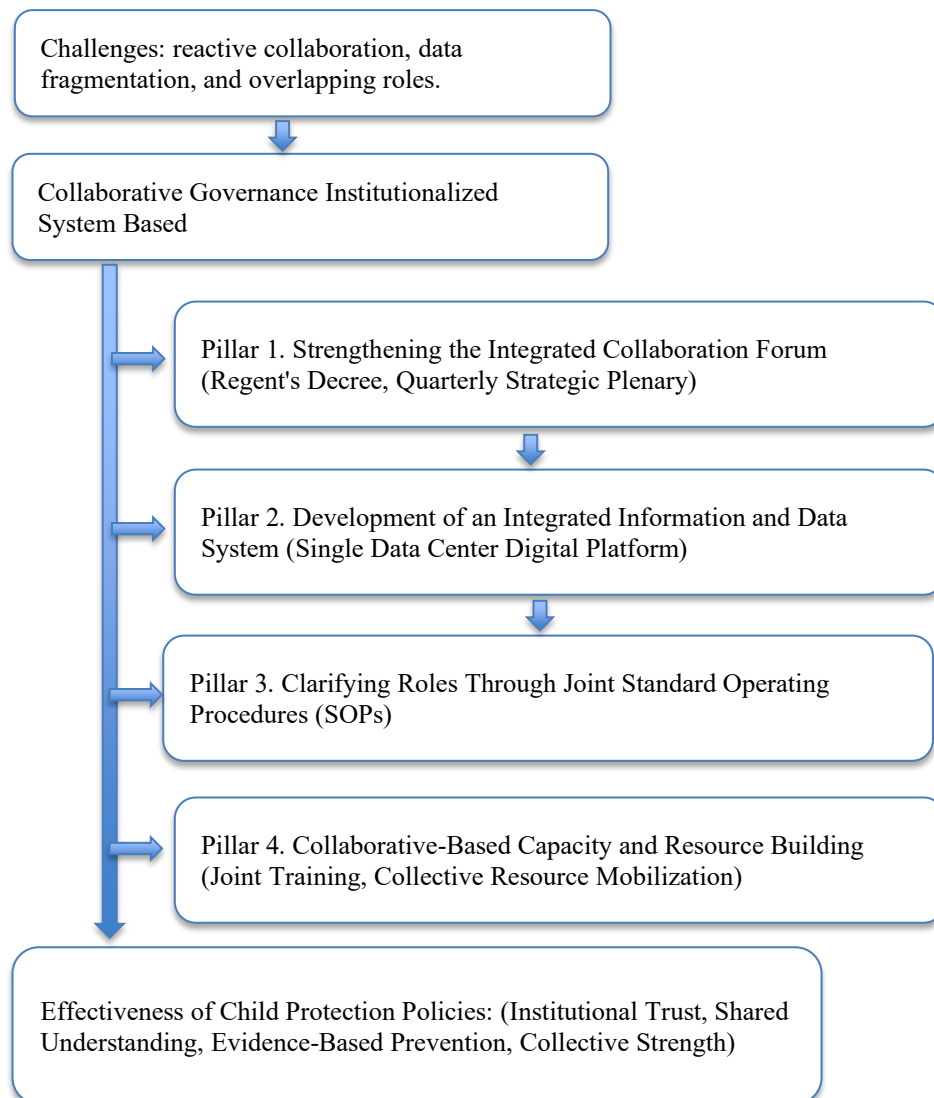 Challenges: reactive collaboration, data
fragmentation, and overlapping roles.
Collaborative Governance Institutionalized
System Based
Pillar 1. Strengthening the Integrated Collaboration Forum
(Regent's Decree, Quarterly Strategic Plenary)
Pillar 2. Development of an Integrated Information and Data
System (Single Data Center Digital Platform)
Pillar 3. Clarifying Roles Through Joint Standard Operating
Procedures (SOPs)
Pillar 4. Collaborative-Based Capacity and Resource Building
(Joint Training, Collective Resource Mobilization)
Effectiveness of Child Protection Policies: (Institutional Trust, Shared
Understanding, Evidence-Based Prevention, Collective Strength)